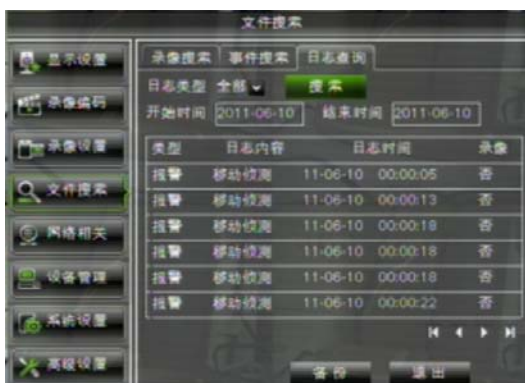 文件搜索
显示设置
录像编码
录像设置
文件搜索
网络相关
设备管理
系统设置
高级设置
录像搜索 事件搜索 日志查询
日志类型 全部 搜索
开始时间 2011-06-10 结束时间 2011-06-10
类型 日志内容 日志时间 录像
报警 移动侦测 11-06-10 00:00:05 否
报警 移动侦测 11-06-10 00:00:13 否
报警 移动侦测 11-06-10 00:00:18 否
报警 移动侦测 11-06-10 00:00:18 否
报警 移动侦测 11-06-10 00:00:18 否
报警 移动侦测 11-06-10 00:00:22 否
备份 退出